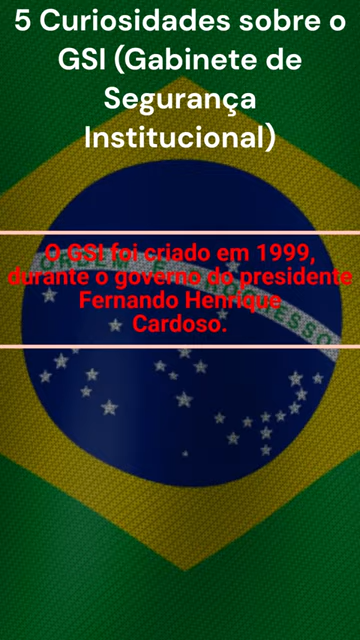 5 Curiosidades sobre o
GSI (Gabinete de
Segurança
Institucional)
O GSI foi criado em 1999,
durante o governo do presidente
Fernando Henrique
Cardoso.